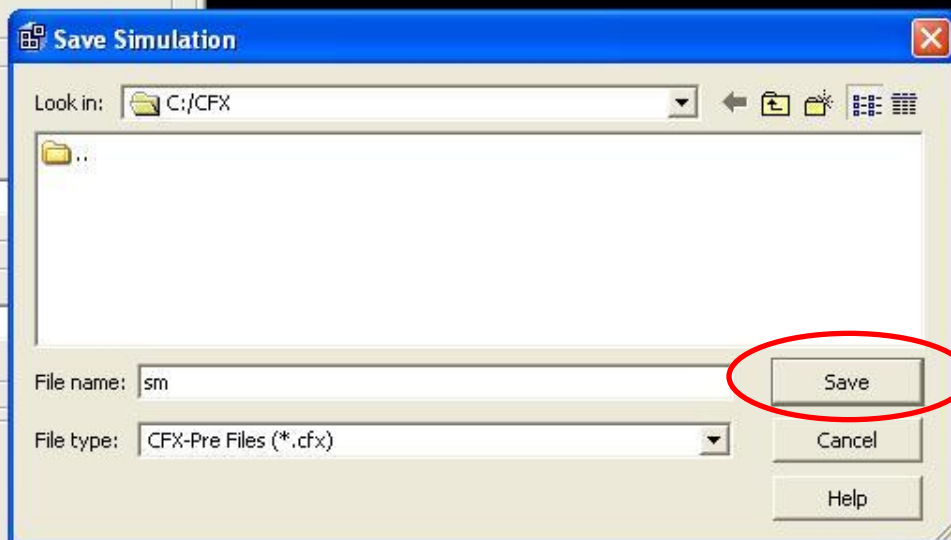 Save Simulation
Look in: C:/CFX
..
File name: sm
Save
File type: CFX-Pre Files (*.cfx)
Cancel
Help